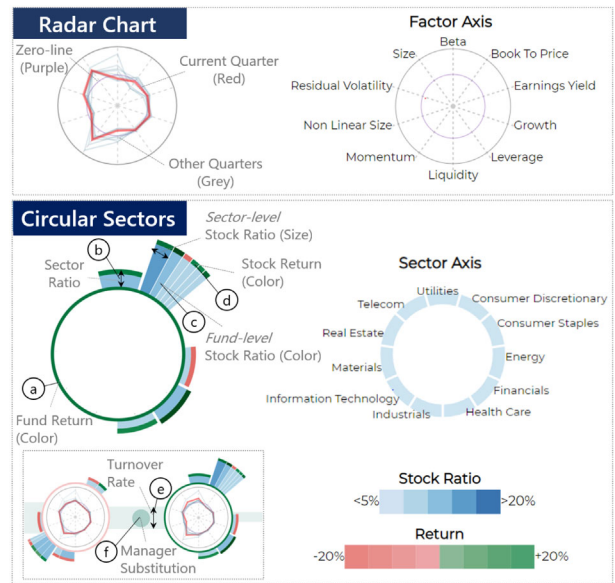 Radar Chart
Zero-line
(Purple)
Current Quarter
(Red)
Other Quarters
(Grey)
Factor Axis
Beta
Size
Book To Price
Residual Volatility
Earnings Yield
Non Linear Size
Growth
Momentum
Leverage
Liquidity
Circular Sectors
Sector-level
Stock Ratio (Size)
b
Sector
Ratio
Stock Return
(Color)
d
c
Fund-level
Stock Ratio (Color)
a
Fund Return
(Color)
Sector Axis
Utilities
Telecom
Consumer Discretionary
Consumer Staples
Real Estate
Energy
Materials
Financials
Information Technology
Industrials
Health Care
Turnover
Rate
e
f
Manager
Substitution
Stock Ratio
<5%
>20%
Return
-20%
+20%